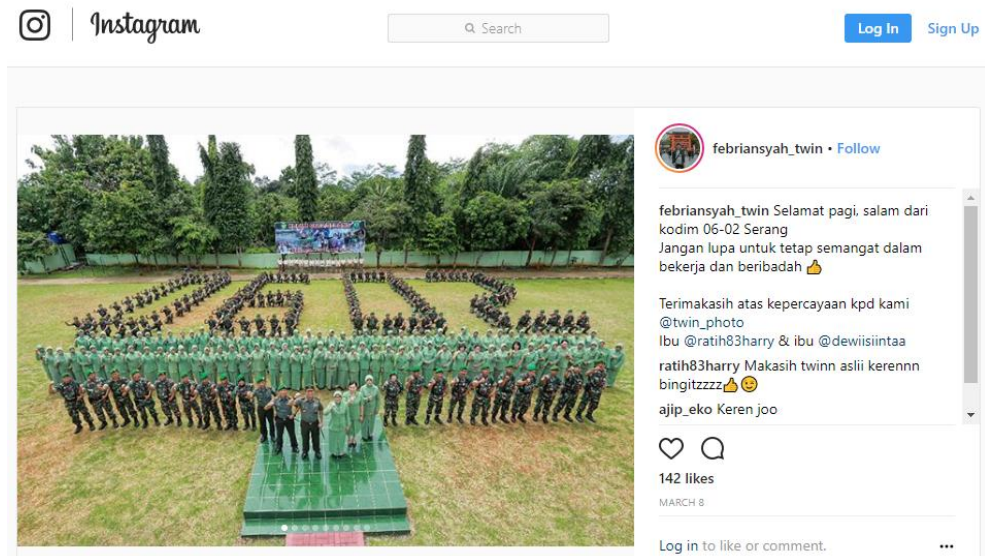 Instagram
Search
Log In
Sign Up
febriansyah_twin • Follow
febriansyah_twin Selamat pagi, salam dari
kodim 06-02 Serang
Jangan lupa untuk tetap semangat dalam
bekerja dan beribadah 👍
Terimakasih atas kepercayaan kpd kami
@twin_photo
Ibu @ratih83harry & ibu @dewiisiintaa
ratih83harry Makasih twinn aslii kerennn
bingitzzzz👍😉
ajip_eko Keren joo
142 likes
MARCH 8
Log in to like or comment.